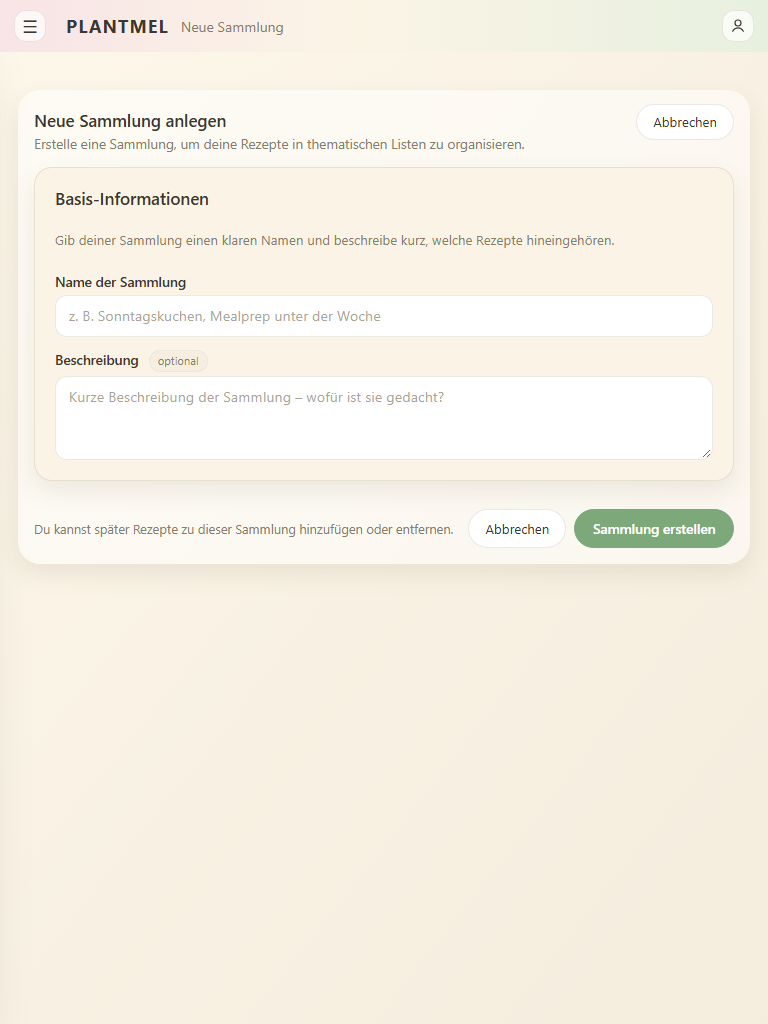 PLANTMEL Neue Sammlung
Neue Sammlung anlegen
Abbrechen
Erstelle eine Sammlung, um deine Rezepte in thematischen Listen zu organisieren.
Basis-Informationen
Gib deiner Sammlung einen klaren Namen und beschreibe kurz, welche Rezepte hineingehören.
Name der Sammlung
z. B. Sonntagskuchen, Mealprep unter der Woche
Beschreibung optional
Kurze Beschreibung der Sammlung – wofür ist sie gedacht?
Du kannst später Rezepte zu dieser Sammlung hinzufügen oder entfernen.
Abbrechen
Sammlung erstellen